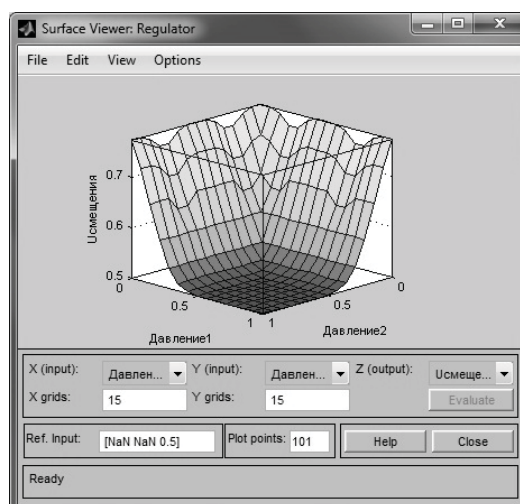 Surface Viewer: Regulator
File Edit View Options
Uсмещения
0.7
0.6
0.5
0
0.5
1
1
0.5
0
Давление1
Давление2
X (input): Давлен... Y (input): Давлен... Z (output): Uсмеще...
X grids: 15 Y grids: 15 Evaluate
Ref. Input: [NaN NaN 0.5] Plot points: 101 Help Close
Ready